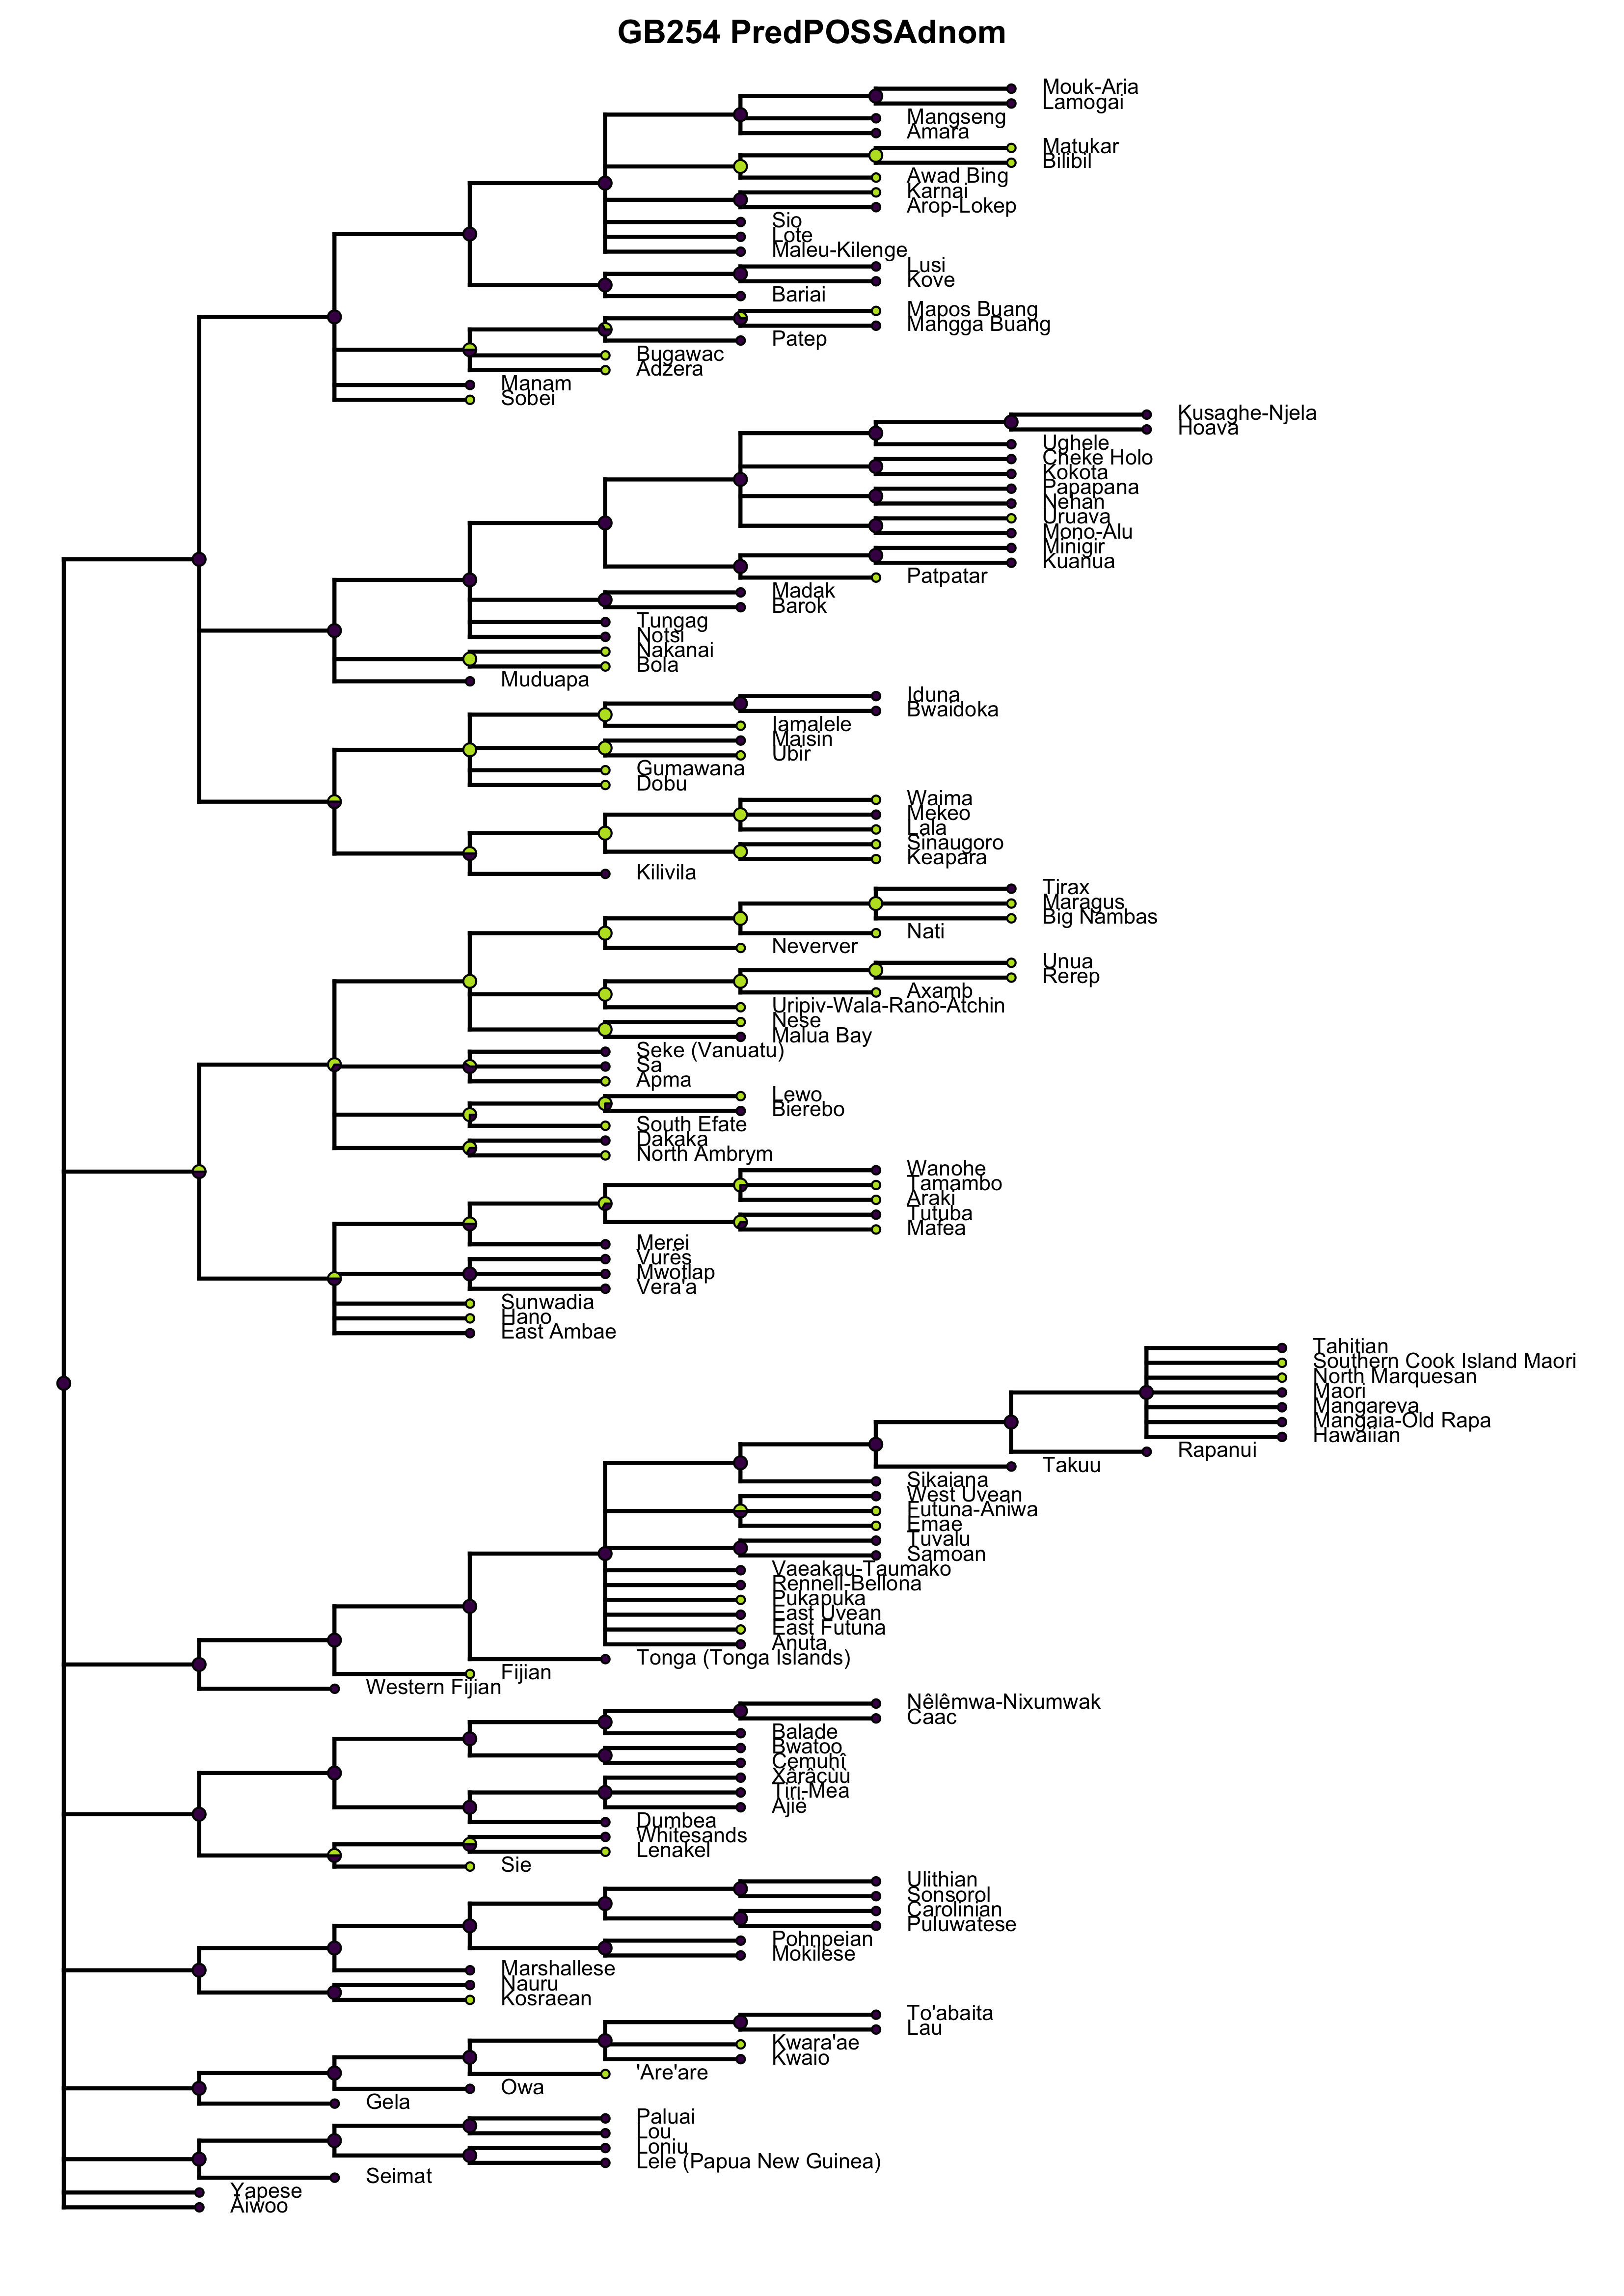 GB254 PredPOSSAdnom
Mouk-Aria
Lamogai
Mangseng
Amara
Matukar
Bilibil
Awad Bing
Karnai
Arop-Lokep
Sio
Lote
Maleu-Kilenge
Lusi
Kove
Bariai
Mapos Buang
Mangga Buang
Patep
Bugawac
Adzera
Manam
Sobei
Kusaghe-Njela
Hoava
Ughele
Cheke Holo
Kokota
Papapana
Nehan
Uruava
Mono-Alu
Minigir
Kuanua
Patpatar
Madak
Barok
Tungag
Notsi
Nakanai
Bola
Muduapa
Iduna
Bwaidoka
Iamalele
Maisin
Ubir
Gumawana
Dobu
Waima
Mekeo
Lala
Sinaugoro
Keapara
Kilivila
Tirax
Maragus
Big Nambas
Nati
Neverver
Unua
Rerep
Axamb
Uripiv-Wala-Rano-Atchin
Nese
Malua Bay
Seke (Vanuatu)
Sa
Apma
Lewo
Bierebo
South Efate
Dakaka
North Ambrym
Wanohe
Tamambo
Araki
Tutuba
Mafea
Merei
Vurës
Mwotlap
Vera'a
Sunwadia
Hano
East Ambae
Tahitian
Southern Cook Island Maori
North Marquesan
Maori
Mangareva
Mangaia-Old Rapa
Hawaiian
Rapanui
Takuu
Sikaiana
West Uvean
Futuna-Aniwa
Emae
Tuvalu
Samoan
Vaeakau-Taumako
Rennell-Bellona
Pukapuka
East Uvean
East Futuna
Anuta
Tonga (Tonga Islands)
Fijian
Western Fijian
Nêlêmwa-Nixumwak
Caac
Balade
Bwatoo
Cemuhî
Xârâcùù
Tiri-Mea
Ajië
Dumbea
Whitesands
Lenakel
Sie
Ulithian
Sonsorol
Carolinian
Puluwatese
Pohnpeian
Mokilese
Marshallese
Nauru
Kosraean
To'abaita
Lau
Kwara'ae
Kwaio
'Are'are
Owa
Gela
Paluai
Lou
Loniu
Lele (Papua New Guinea)
Seimat
Yapese
Aiwoo